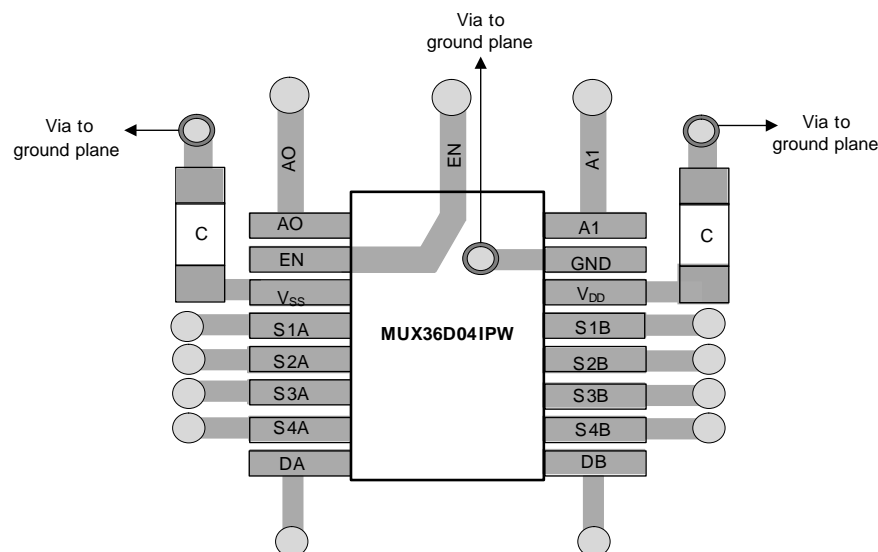 Via to
ground plane
Via to
ground plane
Via to
ground plane
AO
EN
A1
C
C
AO
EN
VSS
S1A
S2A
S3A
S4A
DA
MUX36D04IPW
A1
GND
VDD
S1B
S2B
S3B
S4B
DB